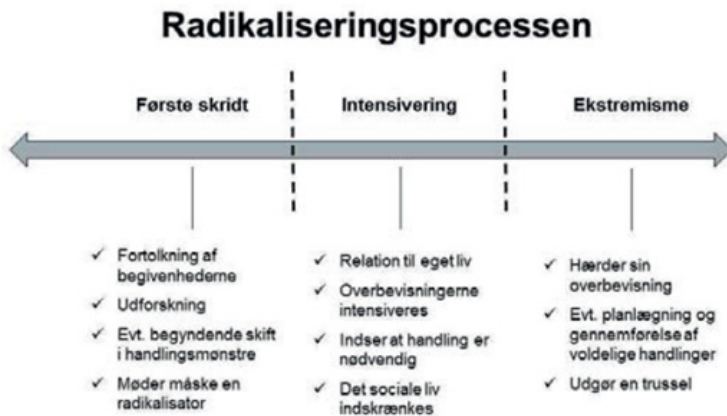 Radikaliseringsprocessen
Første skridt
Intensivering
Ekstremisme
✓ Fortolkning af
begivenhederne
✓ Udforskning
✓ Evt. begyndende skift
i handlingsmønstre
✓ Møder måske en
radikalisator
✓ Relation til eget liv
✓ Overbevisningerne
intensiveres
✓ Indser at handling er
nødvendig
✓ Det sociale liv
indskrænkes
✓ Hærder sin
overbevisning
✓ Evt. planlægning og
gennemførelse af
voldelige handlinger
✓ Udgør en trussel